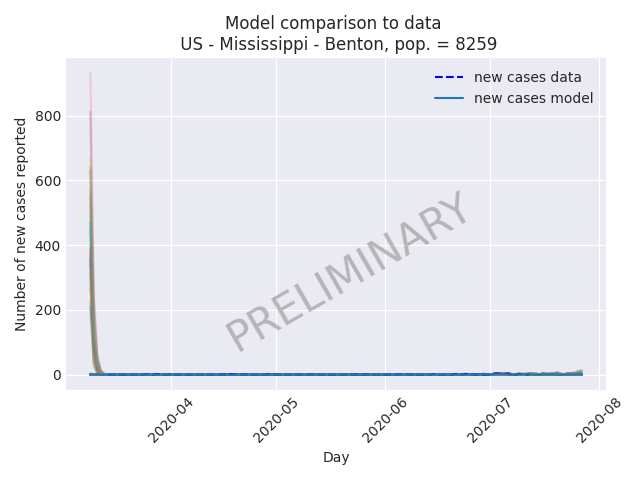 Model comparison to data
US - Mississippi - Benton, pop. = 8259
new cases data
new cases model
Number of new cases reported
800
600
400
200
0
PRELIMINARY
2020-04
2020-05
2020-06
2020-07
2020-08
Day